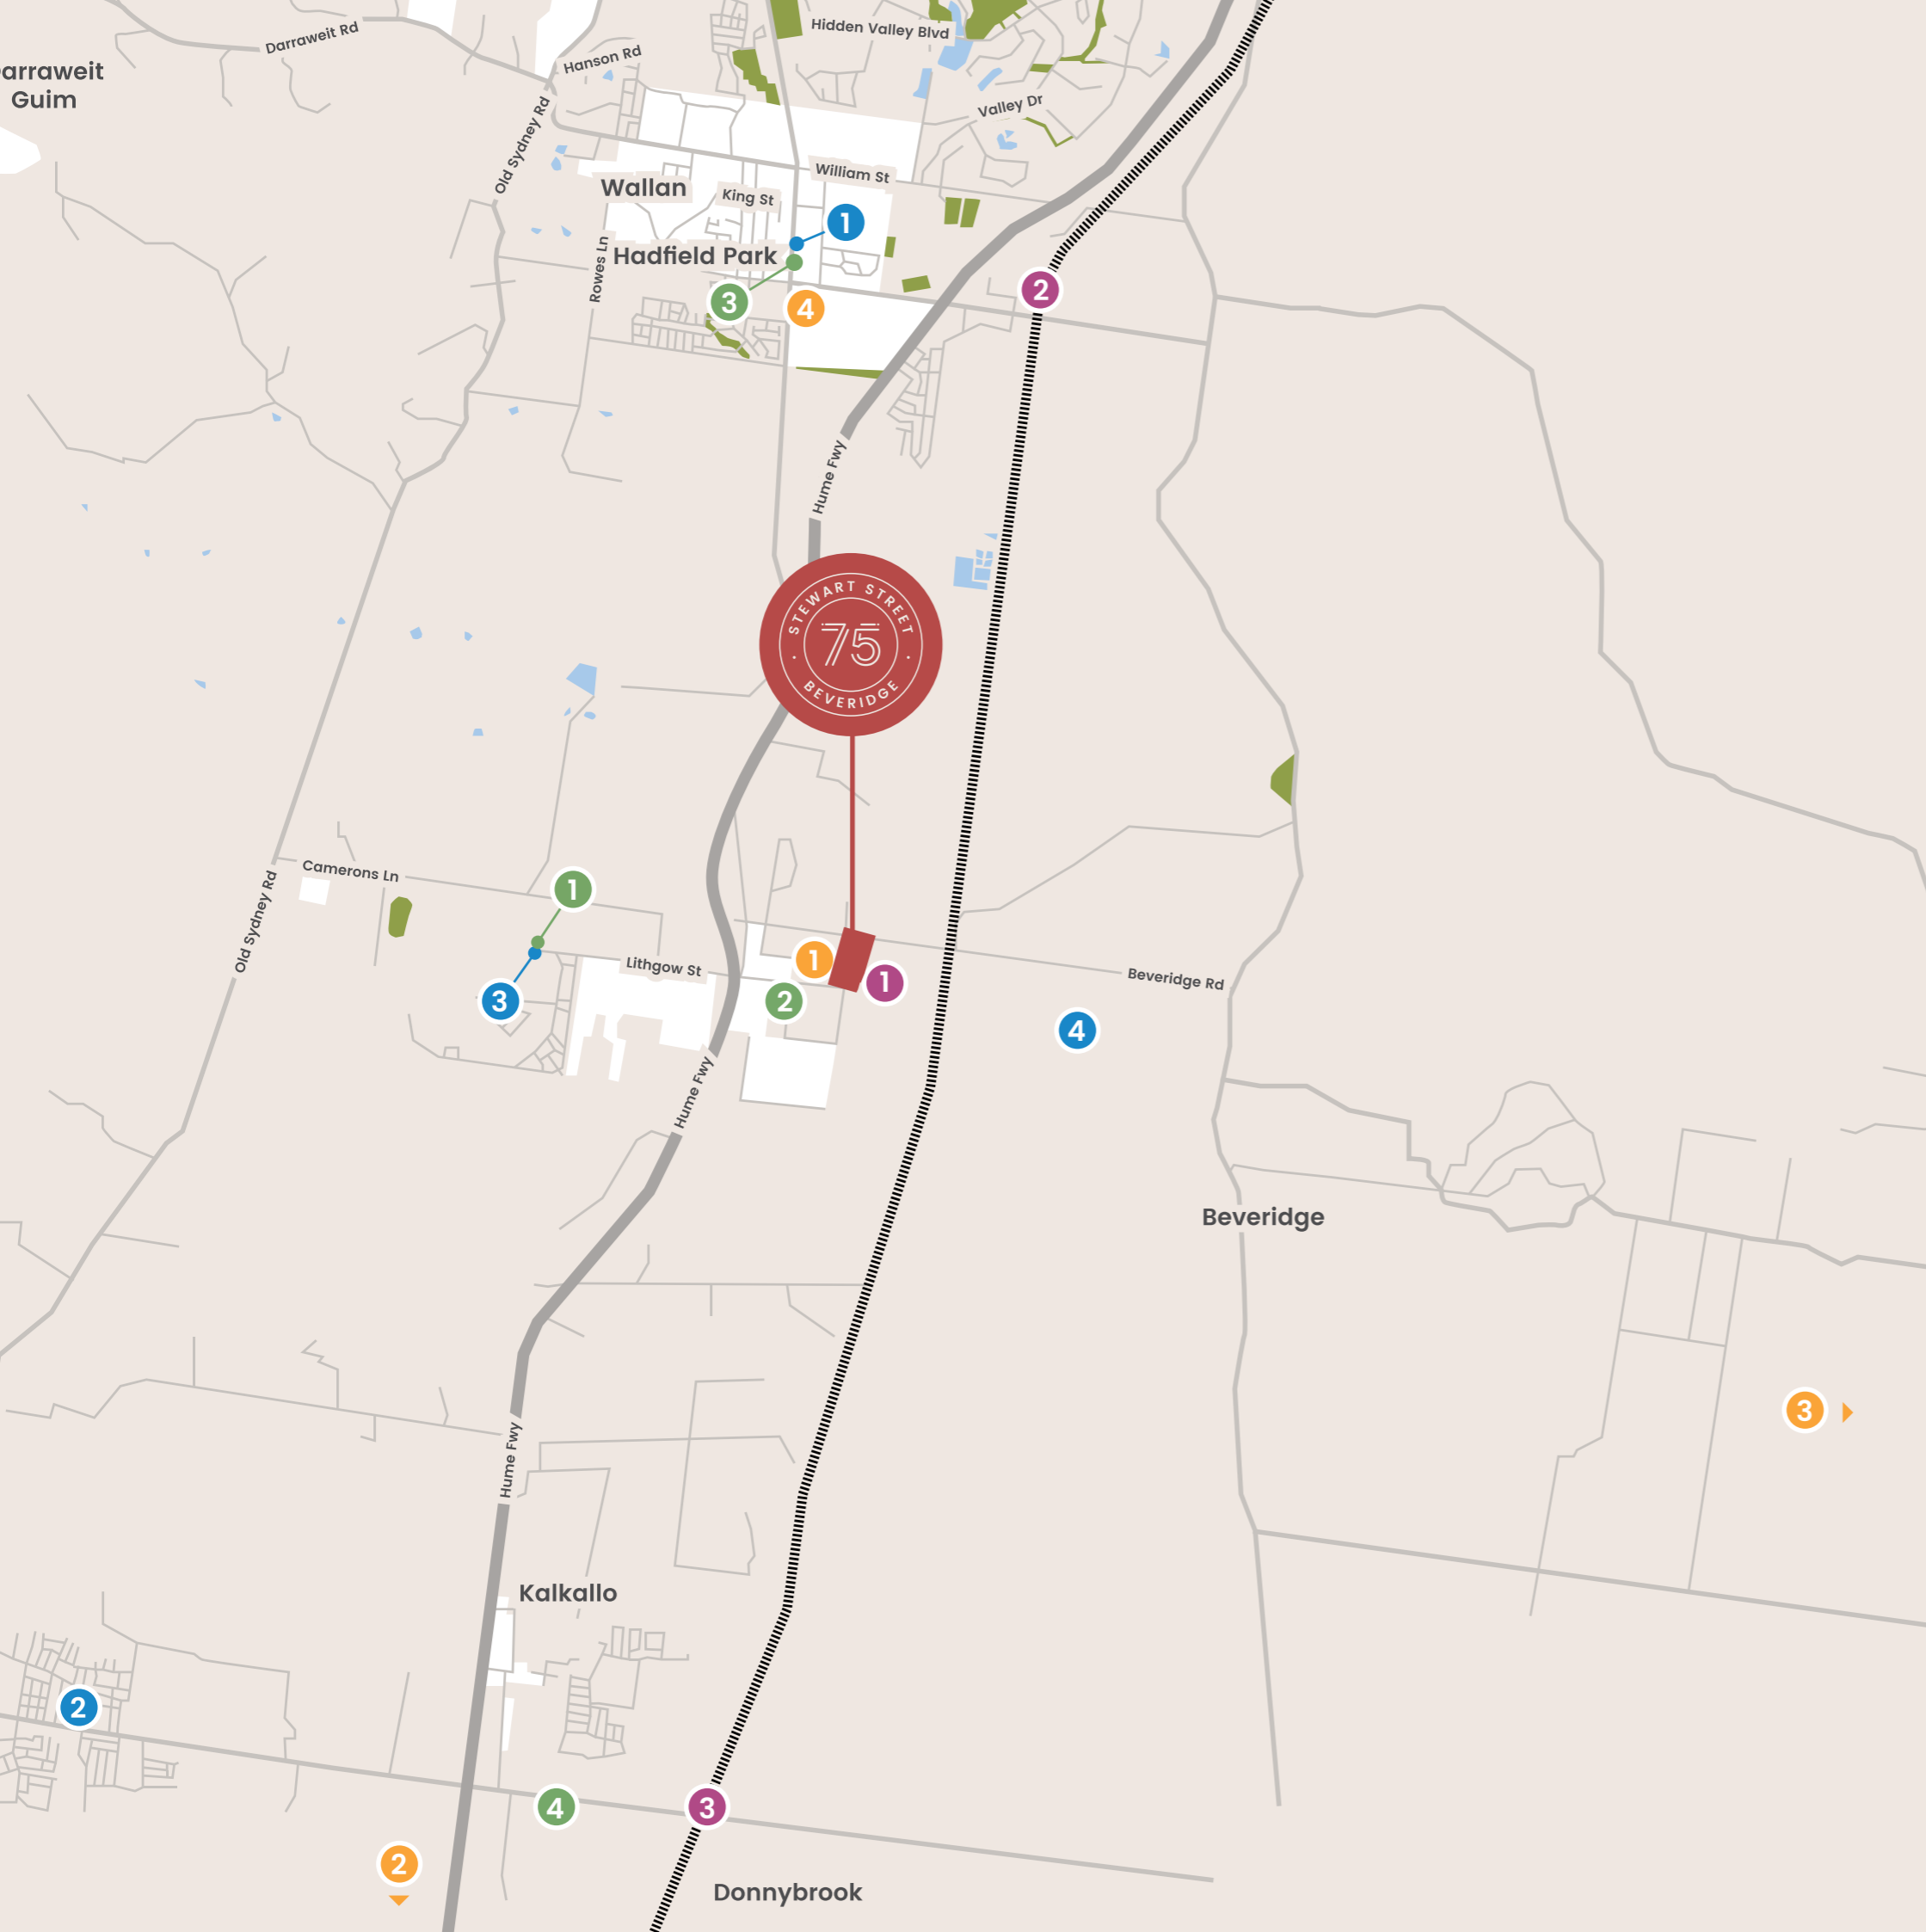 Darraweit Rd
Hidden Valley Blvd
Hanson Rd
arraweit
Guim
Valley Dr
Old Sydney Rd
William St
Wallan
King St
1
Hadfield Park
Rowes Ln
2
3
4
Hume Fwy
STEWART STREET
75
BEVERIDGE
Camerons Ln
1
Old Sydney Rd
Lithgow St
1
1
Beveridge Rd
3
2
4
Hume Fwy
Beveridge
3
Hume Fwy
Kalkallo
2
4
3
2
Donnybrook